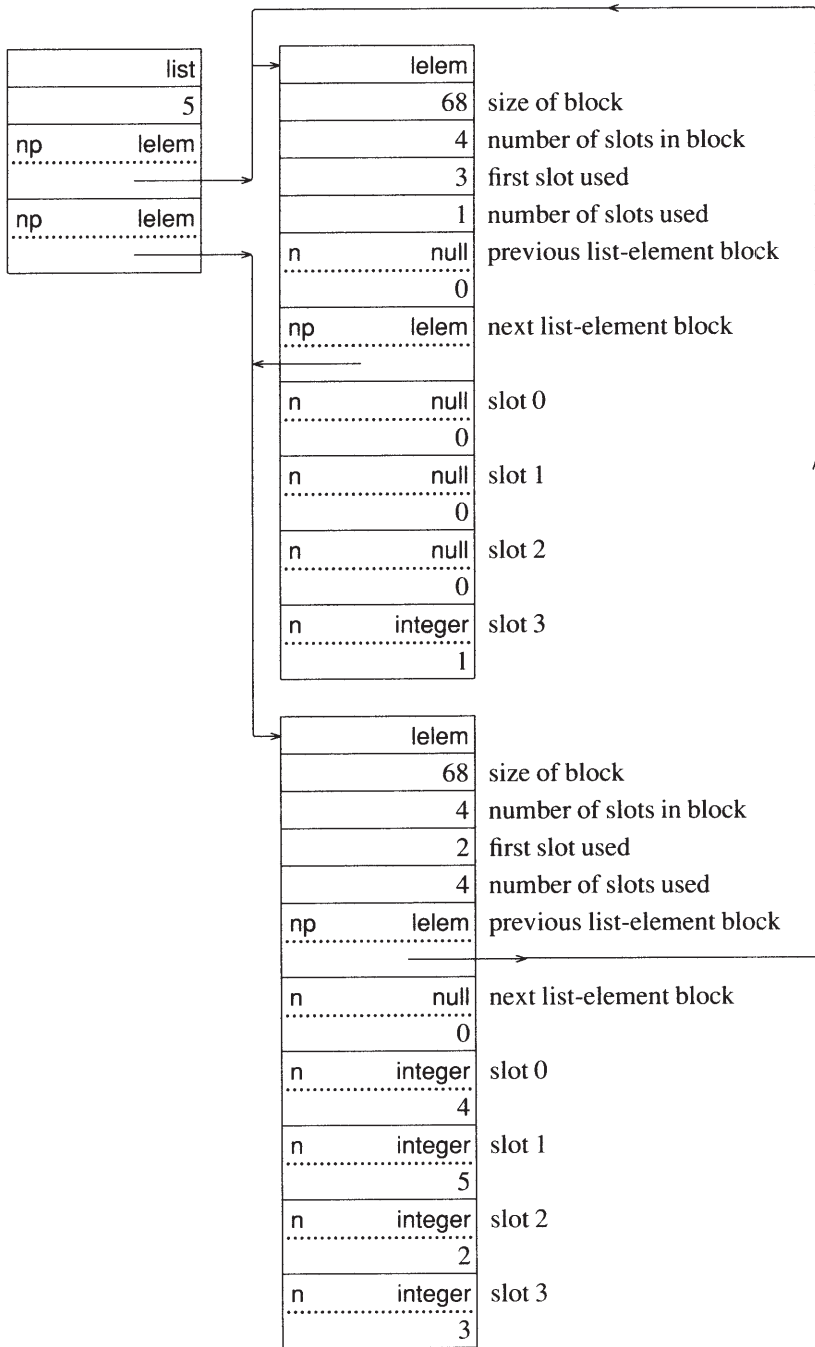 list
5
np lelem
np lelem
lelem
68 size of block
4 number of slots in block
3 first slot used
1 number of slots used
n null previous list-element block
0
np lelem next list-element block
n null slot 0
0
n null slot 1
0
n null slot 2
0
n integer slot 3
1
lelem
68 size of block
4 number of slots in block
2 first slot used
4 number of slots used
np lelem previous list-element block
n null next list-element block
0
n integer slot 0
4
n integer slot 1
5
n integer slot 2
2
n integer slot 3
3